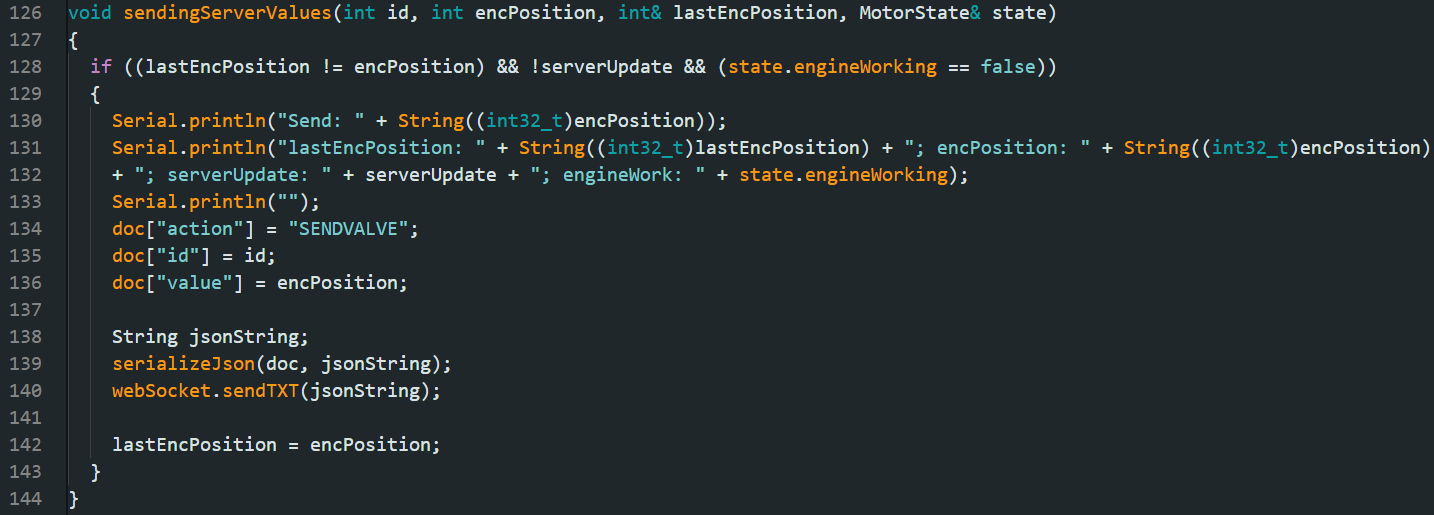 126 void sendingServerValues(int id, int encPosition, int& lastEncPosition, MotorState& state)
127 {
128   if ((lastEncPosition != encPosition) && !serverUpdate && (state.engineWorking == false))
129   {
130     Serial.println("Send: " + String((int32_t)encPosition));
131     Serial.println("lastEncPosition: " + String((int32_t)lastEncPosition) + "; encPosition: " + String((int32_t)encPosition)
132     + "; serverUpdate: " + serverUpdate + "; engineWork: " + state.engineWorking);
133     Serial.println("");
134     doc["action"] = "SENDVALVE";
135     doc["id"] = id;
136     doc["value"] = encPosition;
137
138     String jsonString;
139     serializeJson(doc, jsonString);
140     webSocket.sendTXT(jsonString);
141
142     lastEncPosition = encPosition;
143   }
144 }